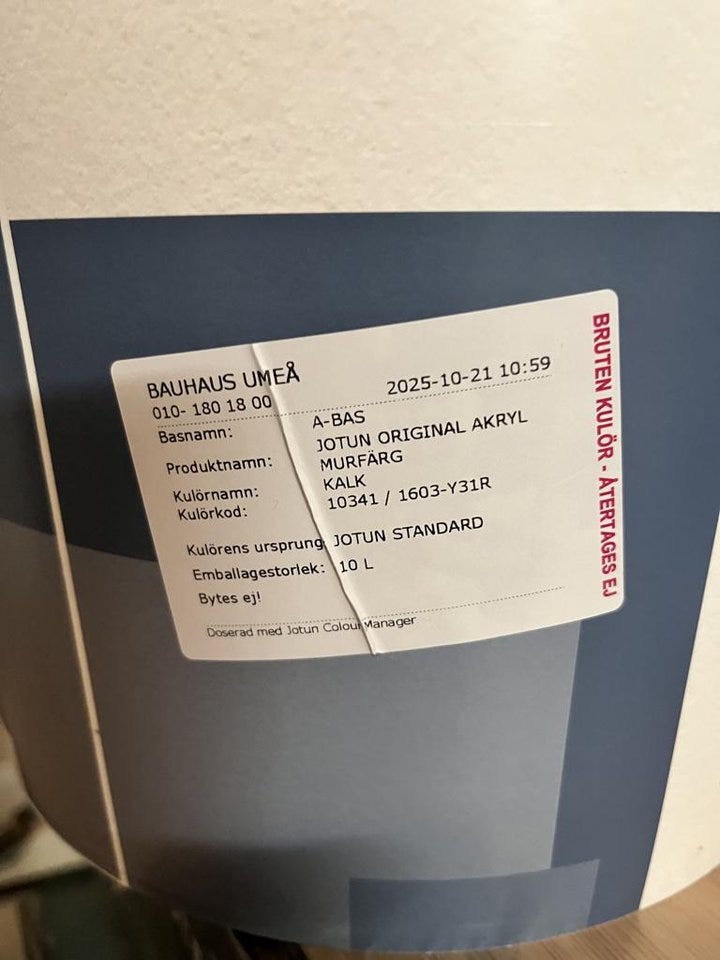 BAUHAUS UMEÅ
010- 180 18 00 2025-10-21 10:59
Basnamn: A-BAS
Produktnamn: JOTUN ORIGINAL AKRYL
MURFÄRG
Kulörnamn: KALK
Kulörkod: 10341 / 1603-Y31R
Kulörens ursprung: JOTUN STANDARD
Emballagestorlek: 10 L
Bytes ej!
Doserad med Jotun Colour Manager
BRUTEN KULÖR - ÅTERTAGES EJ